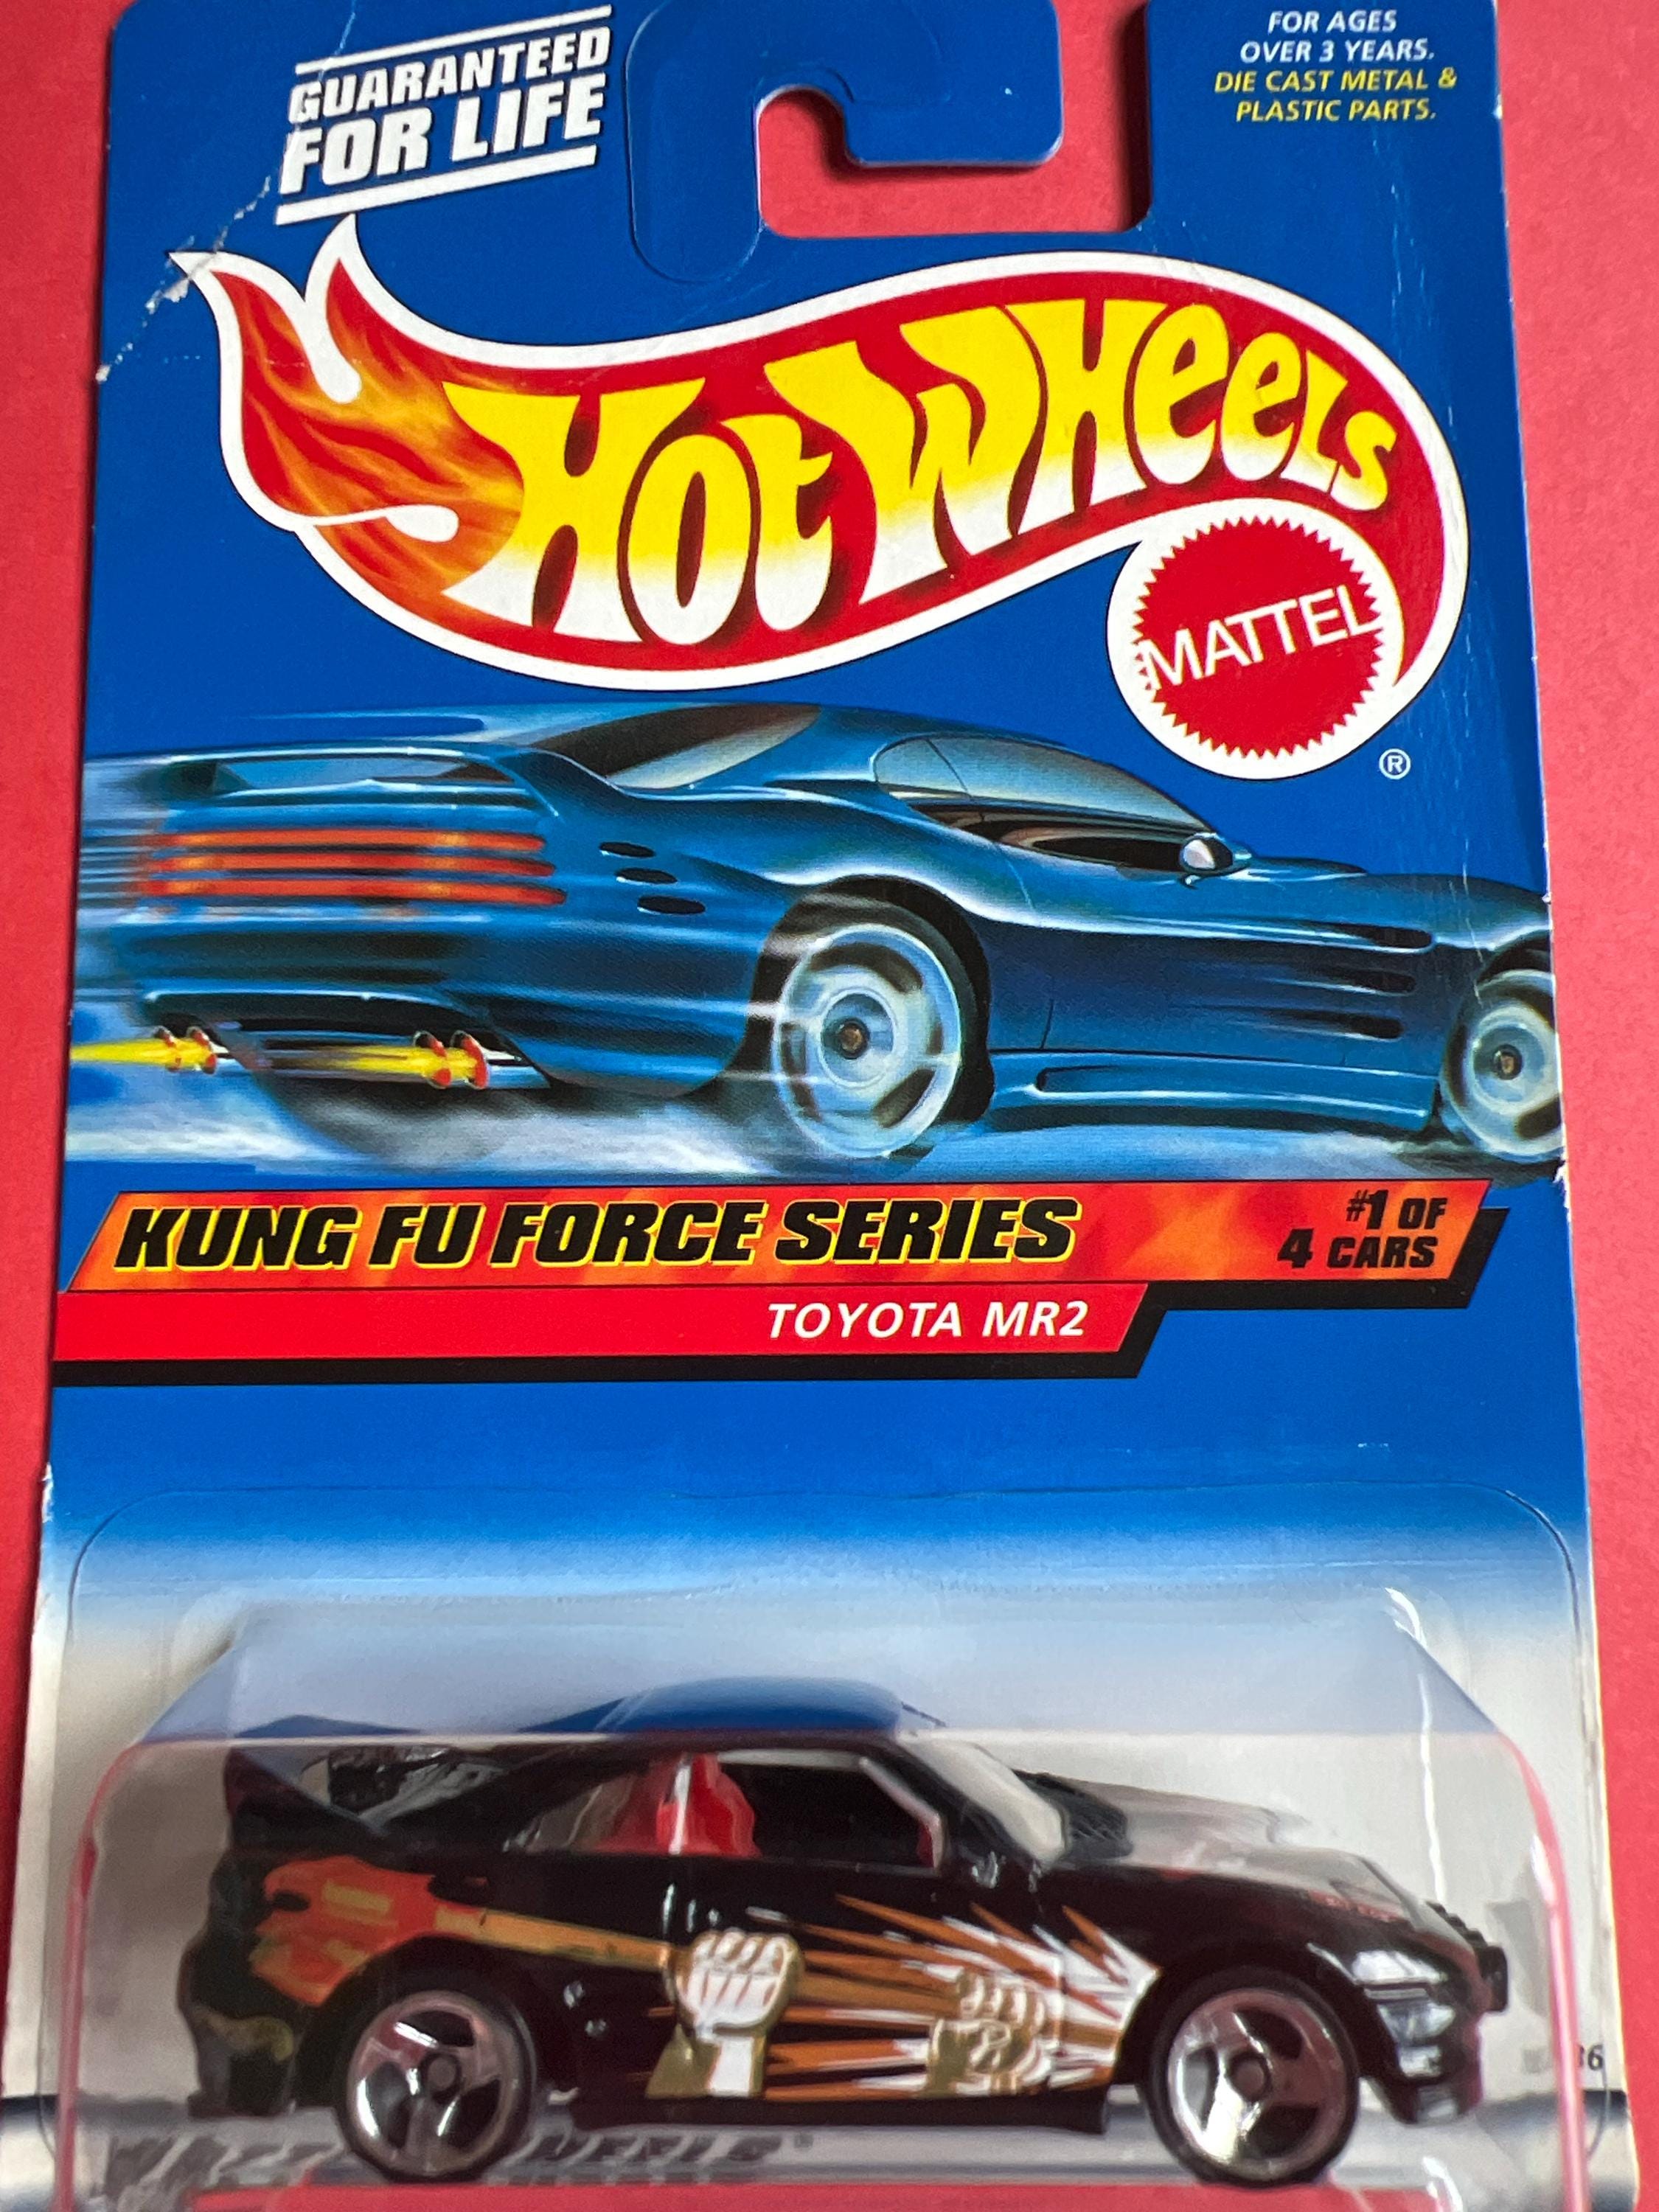 GUARANTEED
FOR LIFE
FOR AGES
OVER 3 YEARS.
DIE CAST METAL &
PLASTIC PARTS.
HOT WHEELS
MATTEL
®
KUNG FU FORCE SERIES
#1 OF
4 CARS
TOYOTA MR2